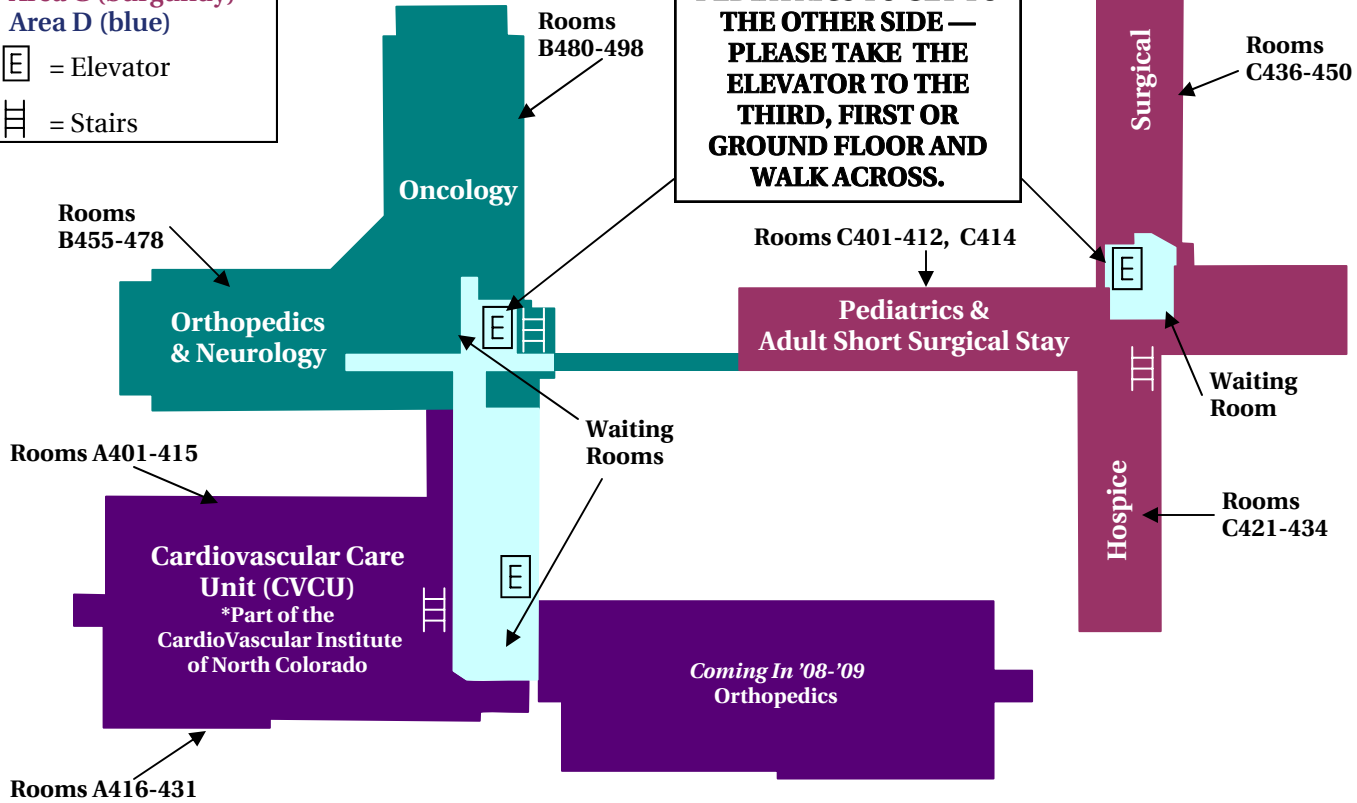 Area D (blue)
E = Elevator
= Stairs
Rooms
B480-498
THE OTHER SIDE —
PLEASE TAKE THE
ELEVATOR TO THE
THIRD, FIRST OR
GROUND FLOOR AND
WALK ACROSS.
Surgical
Rooms
C436-450
Oncology
Rooms
B455-478
Rooms C401-412, C414
E
Orthopedics
& Neurology
E
Pediatrics &
Adult Short Surgical Stay
Waiting
Room
Waiting
Rooms
Rooms A401-415
Hospice
Rooms
C421-434
Cardiovascular Care
Unit (CVCU)
*Part of the
CardioVascular Institute
of North Colorado
E
Coming In ’08-’09
Orthopedics
Rooms A416-431